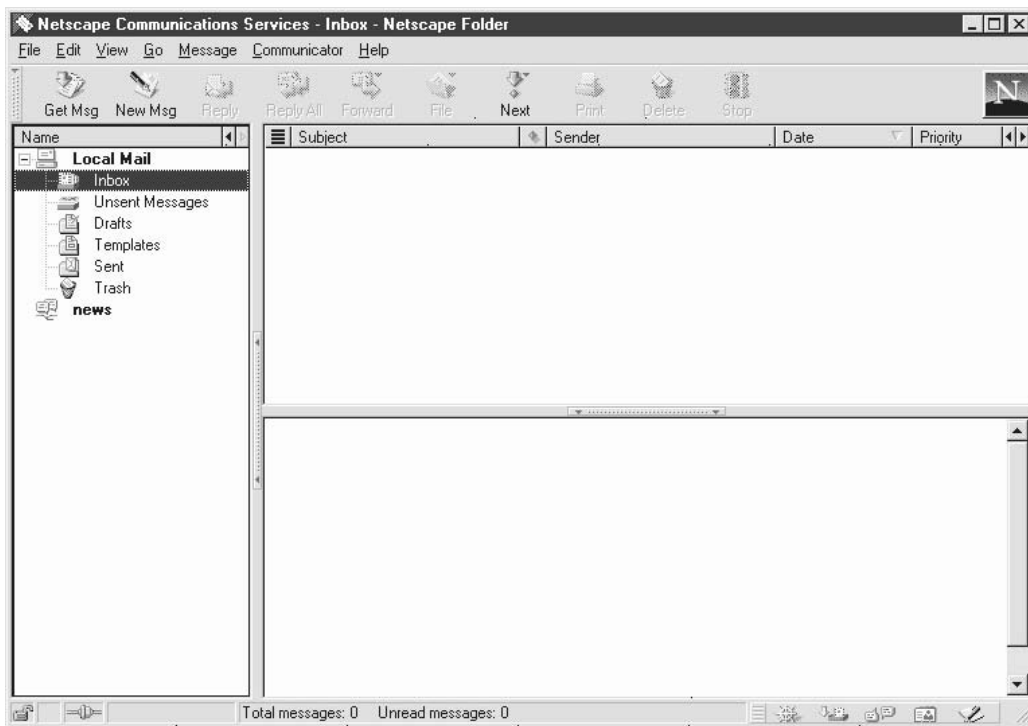 Netscape Communications Services - Inbox - Netscape Folder
File Edit View Go Message Communicator Help
Get Msg New Msg Reply Reply All Forward File Next Print Delete Stop
N
Name Subject Sender Date Priority
Local Mail
Inbox
Unsent Messages
Drafts
Templates
Sent
Trash
news
Total messages: 0 Unread messages: 0